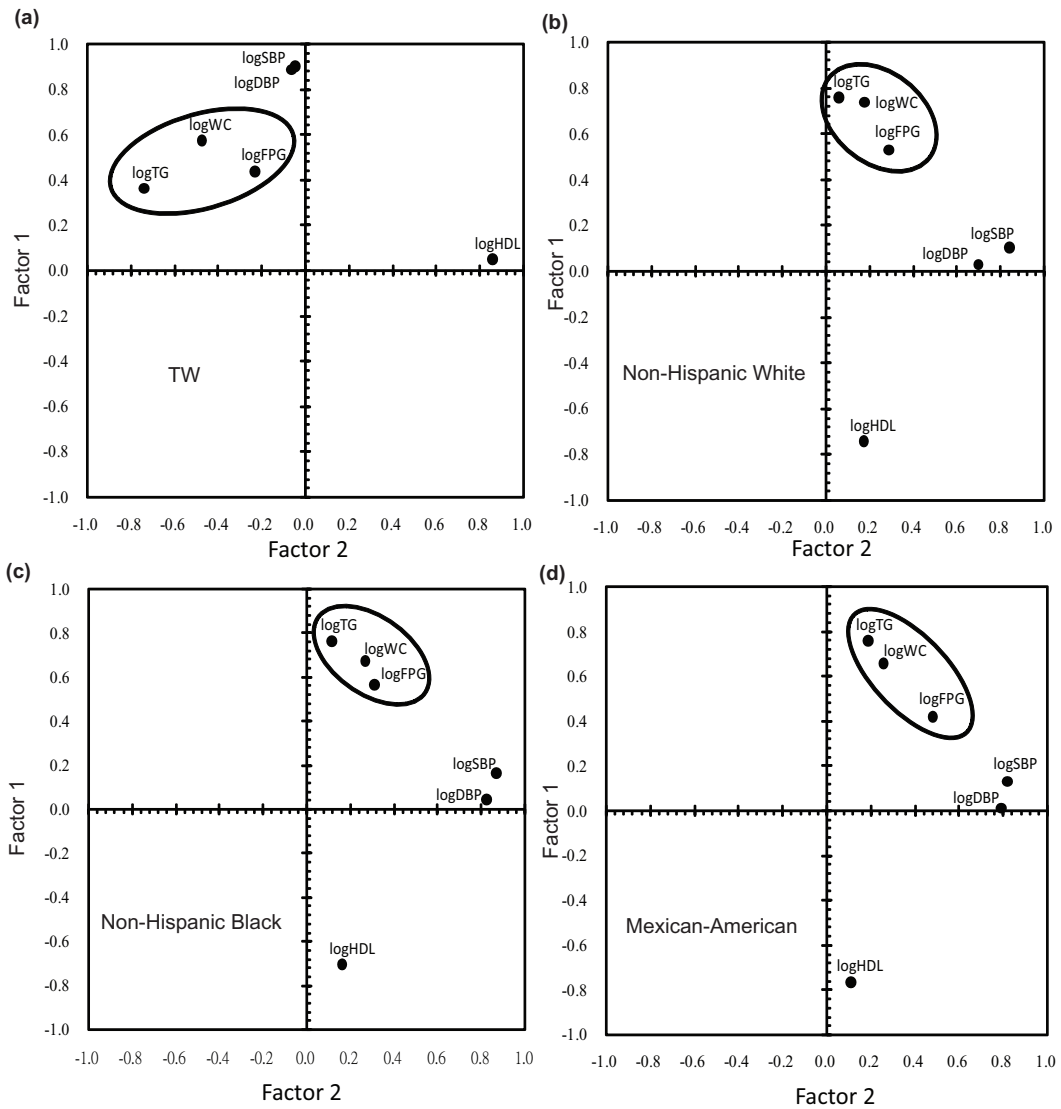 (a)
1.0
0.8
0.6
0.4
0.2
0.0
-0.2
-0.4
-0.6
-0.8
-1.0
Factor 1
logSBP
logDBP
logWC
logFPG
logTG
logHDL
TW
-1.0 -0.8 -0.6 -0.4 -0.2 0.0 0.2 0.4 0.6 0.8 1.0
Factor 2
(b)
1.0
0.8
0.6
0.4
0.2
0.0
-0.2
-0.4
-0.6
-0.8
-1.0
Factor 1
logTG
logWC
logFPG
logSBP
logDBP
Non-Hispanic White
logHDL
-1.0 -0.8 -0.6 -0.4 -0.2 0.0 0.2 0.4 0.6 0.8 1.0
Factor 2
(c)
1.0
0.8
0.6
0.4
0.2
0.0
-0.2
-0.4
-0.6
-0.8
-1.0
Factor 1
logTG
logWC
logFPG
logSBP
logDBP
Non-Hispanic Black
logHDL
-1.0 -0.8 -0.6 -0.4 -0.2 0.0 0.2 0.4 0.6 0.8 1.0
Factor 2
(d)
1.0
0.8
0.6
0.4
0.2
0.0
-0.2
-0.4
-0.6
-0.8
-1.0
Factor 1
logTG
logWC
logFPG
logSBP
logDBP
Mexican-American
logHDL
-1.0 -0.8 -0.6 -0.4 -0.2 0.0 0.2 0.4 0.6 0.8 1.0
Factor 2